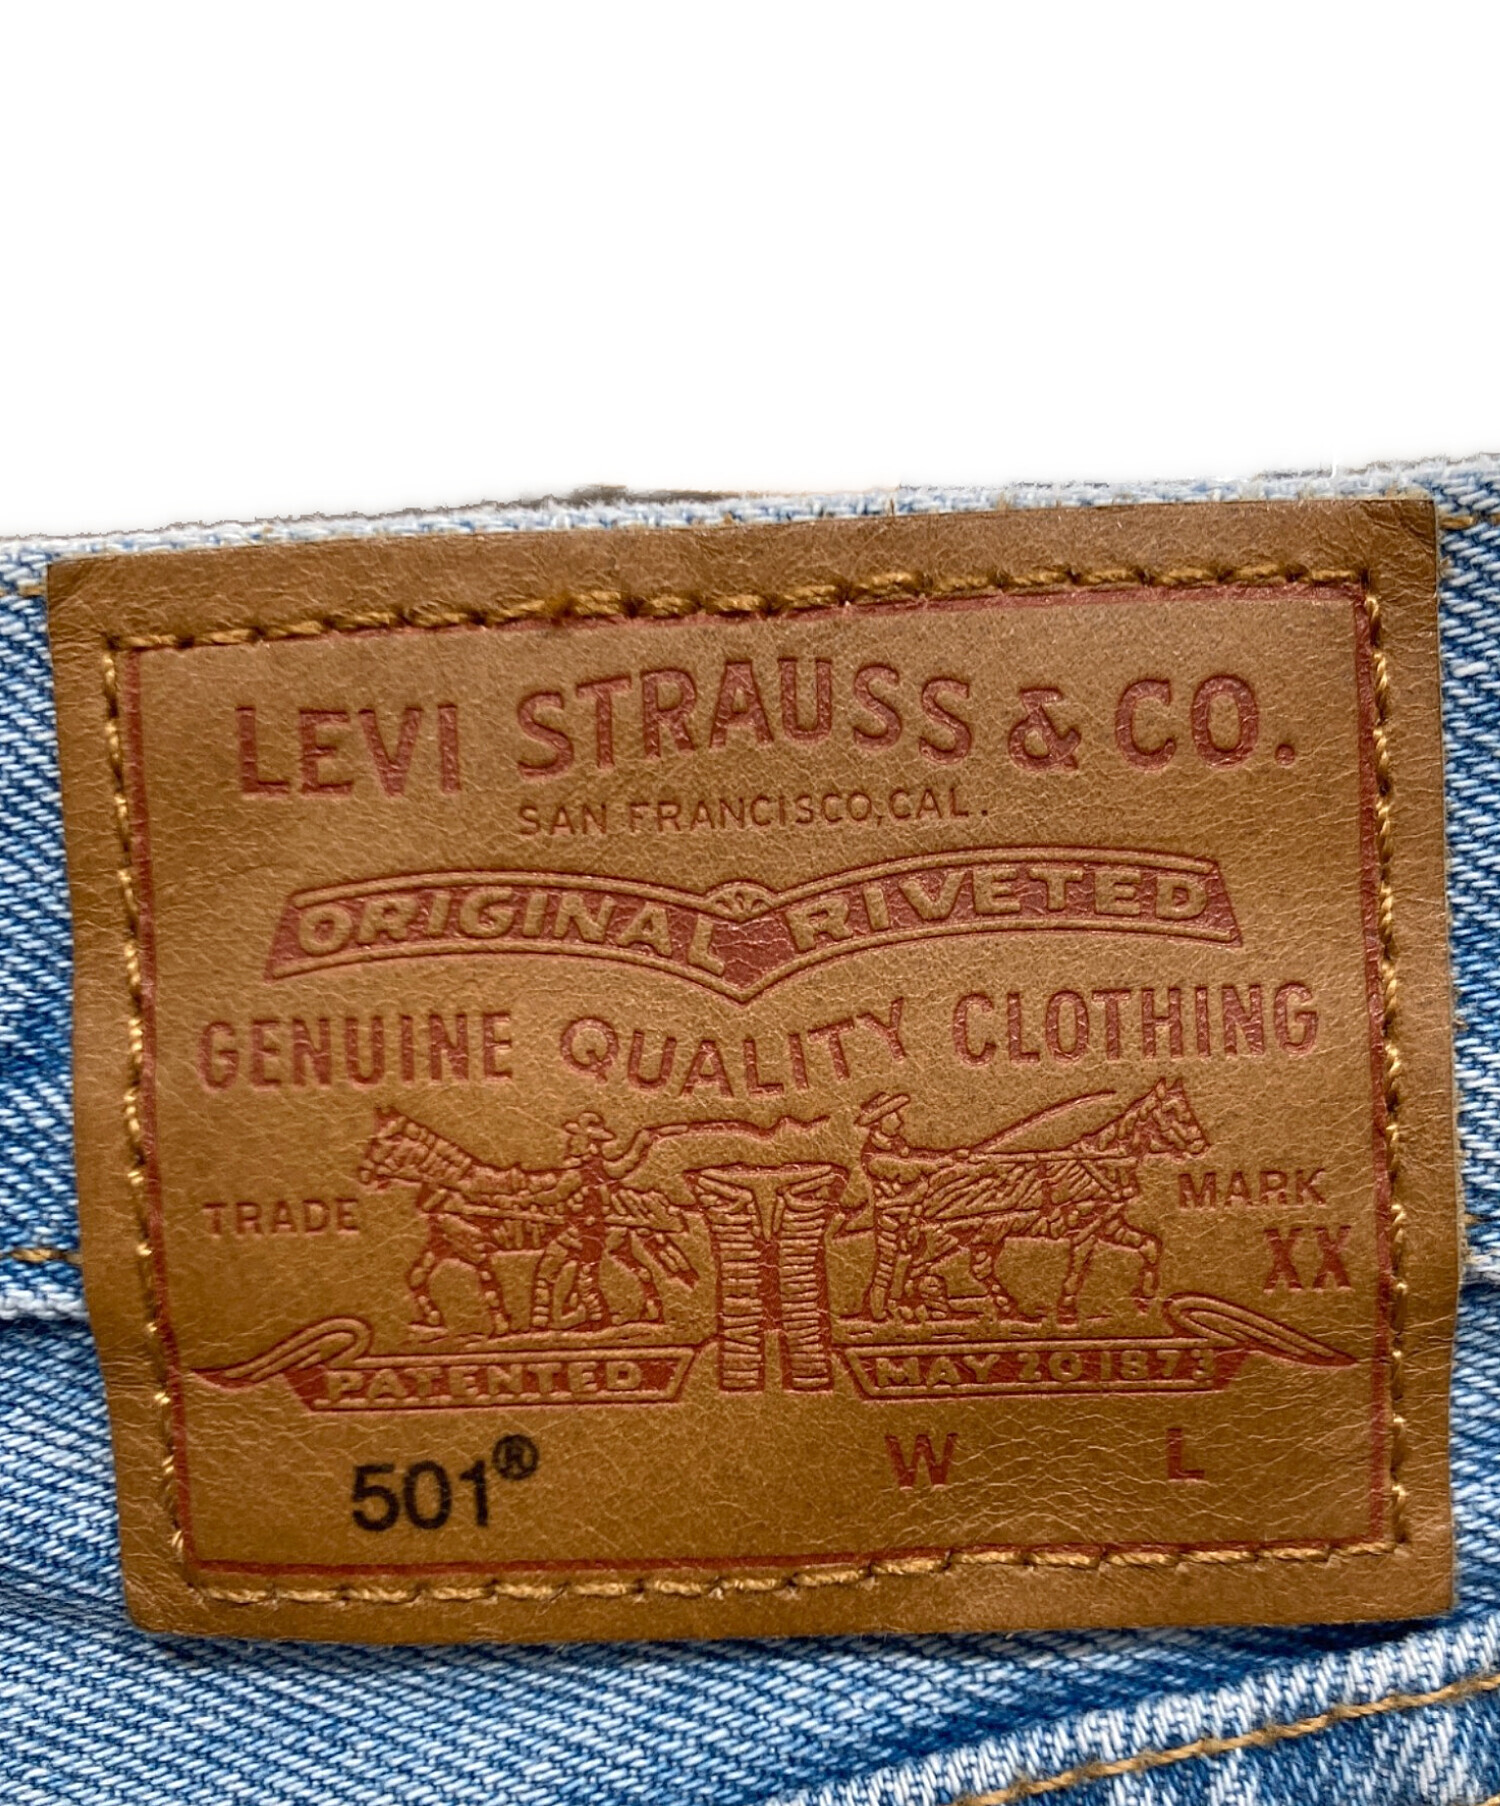 LEVI STRAUSS & CO.
SAN FRANCISCO, CAL.
ORIGINAL RIVETED
GENUINE QUALITY CLOTHING
TRADE MARK
XX
PATENTED MAY 20 1873
501® W L